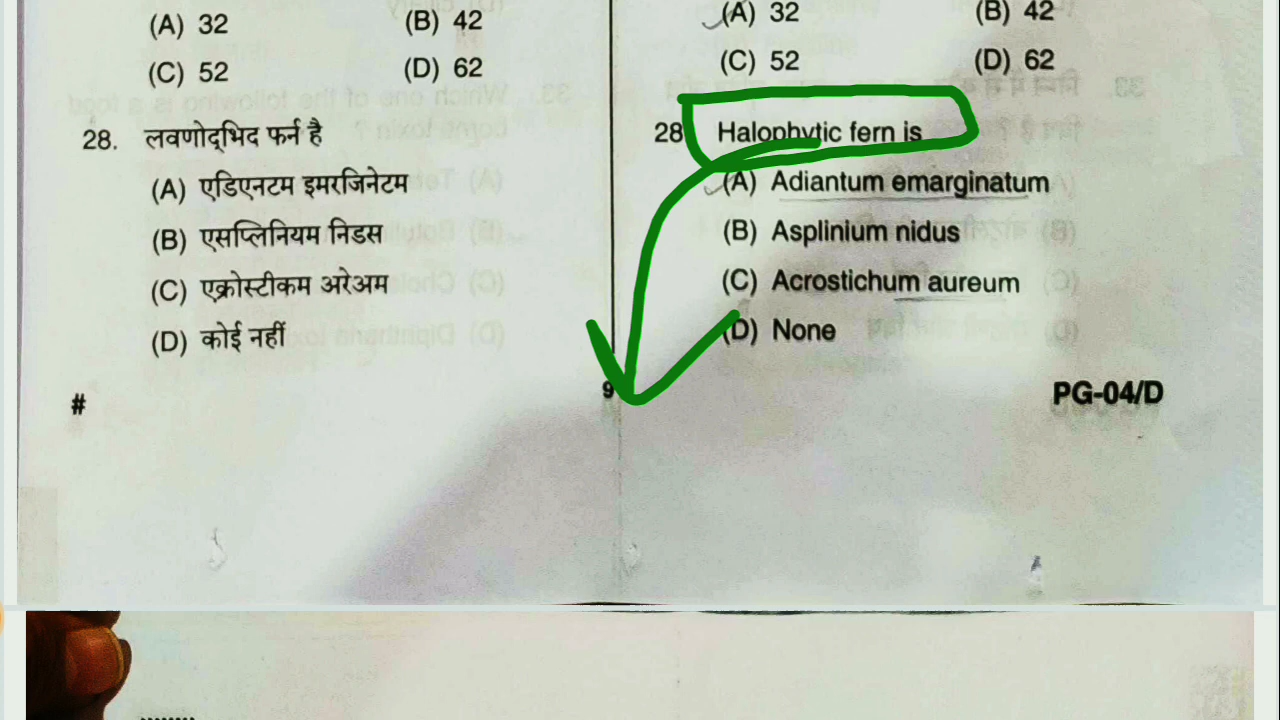 (A) 32 (B) 42
(C) 52 (D) 62
28. लवणोद्‌भिद फर्न है
(A) एडिएनटम इमरजिनेटम
(B) एसप्लिनियम निडस
(C) एक्रोस्टीकम अरेअम
(D) कोई नहीं
#
(A) 32 (B) 42
(C) 52 (D) 62
28 Halophytic fern is
(A) Adiantum emarginatum
(B) Asplinium nidus
(C) Acrostichum aureum
(D) None
9
PG-04/D